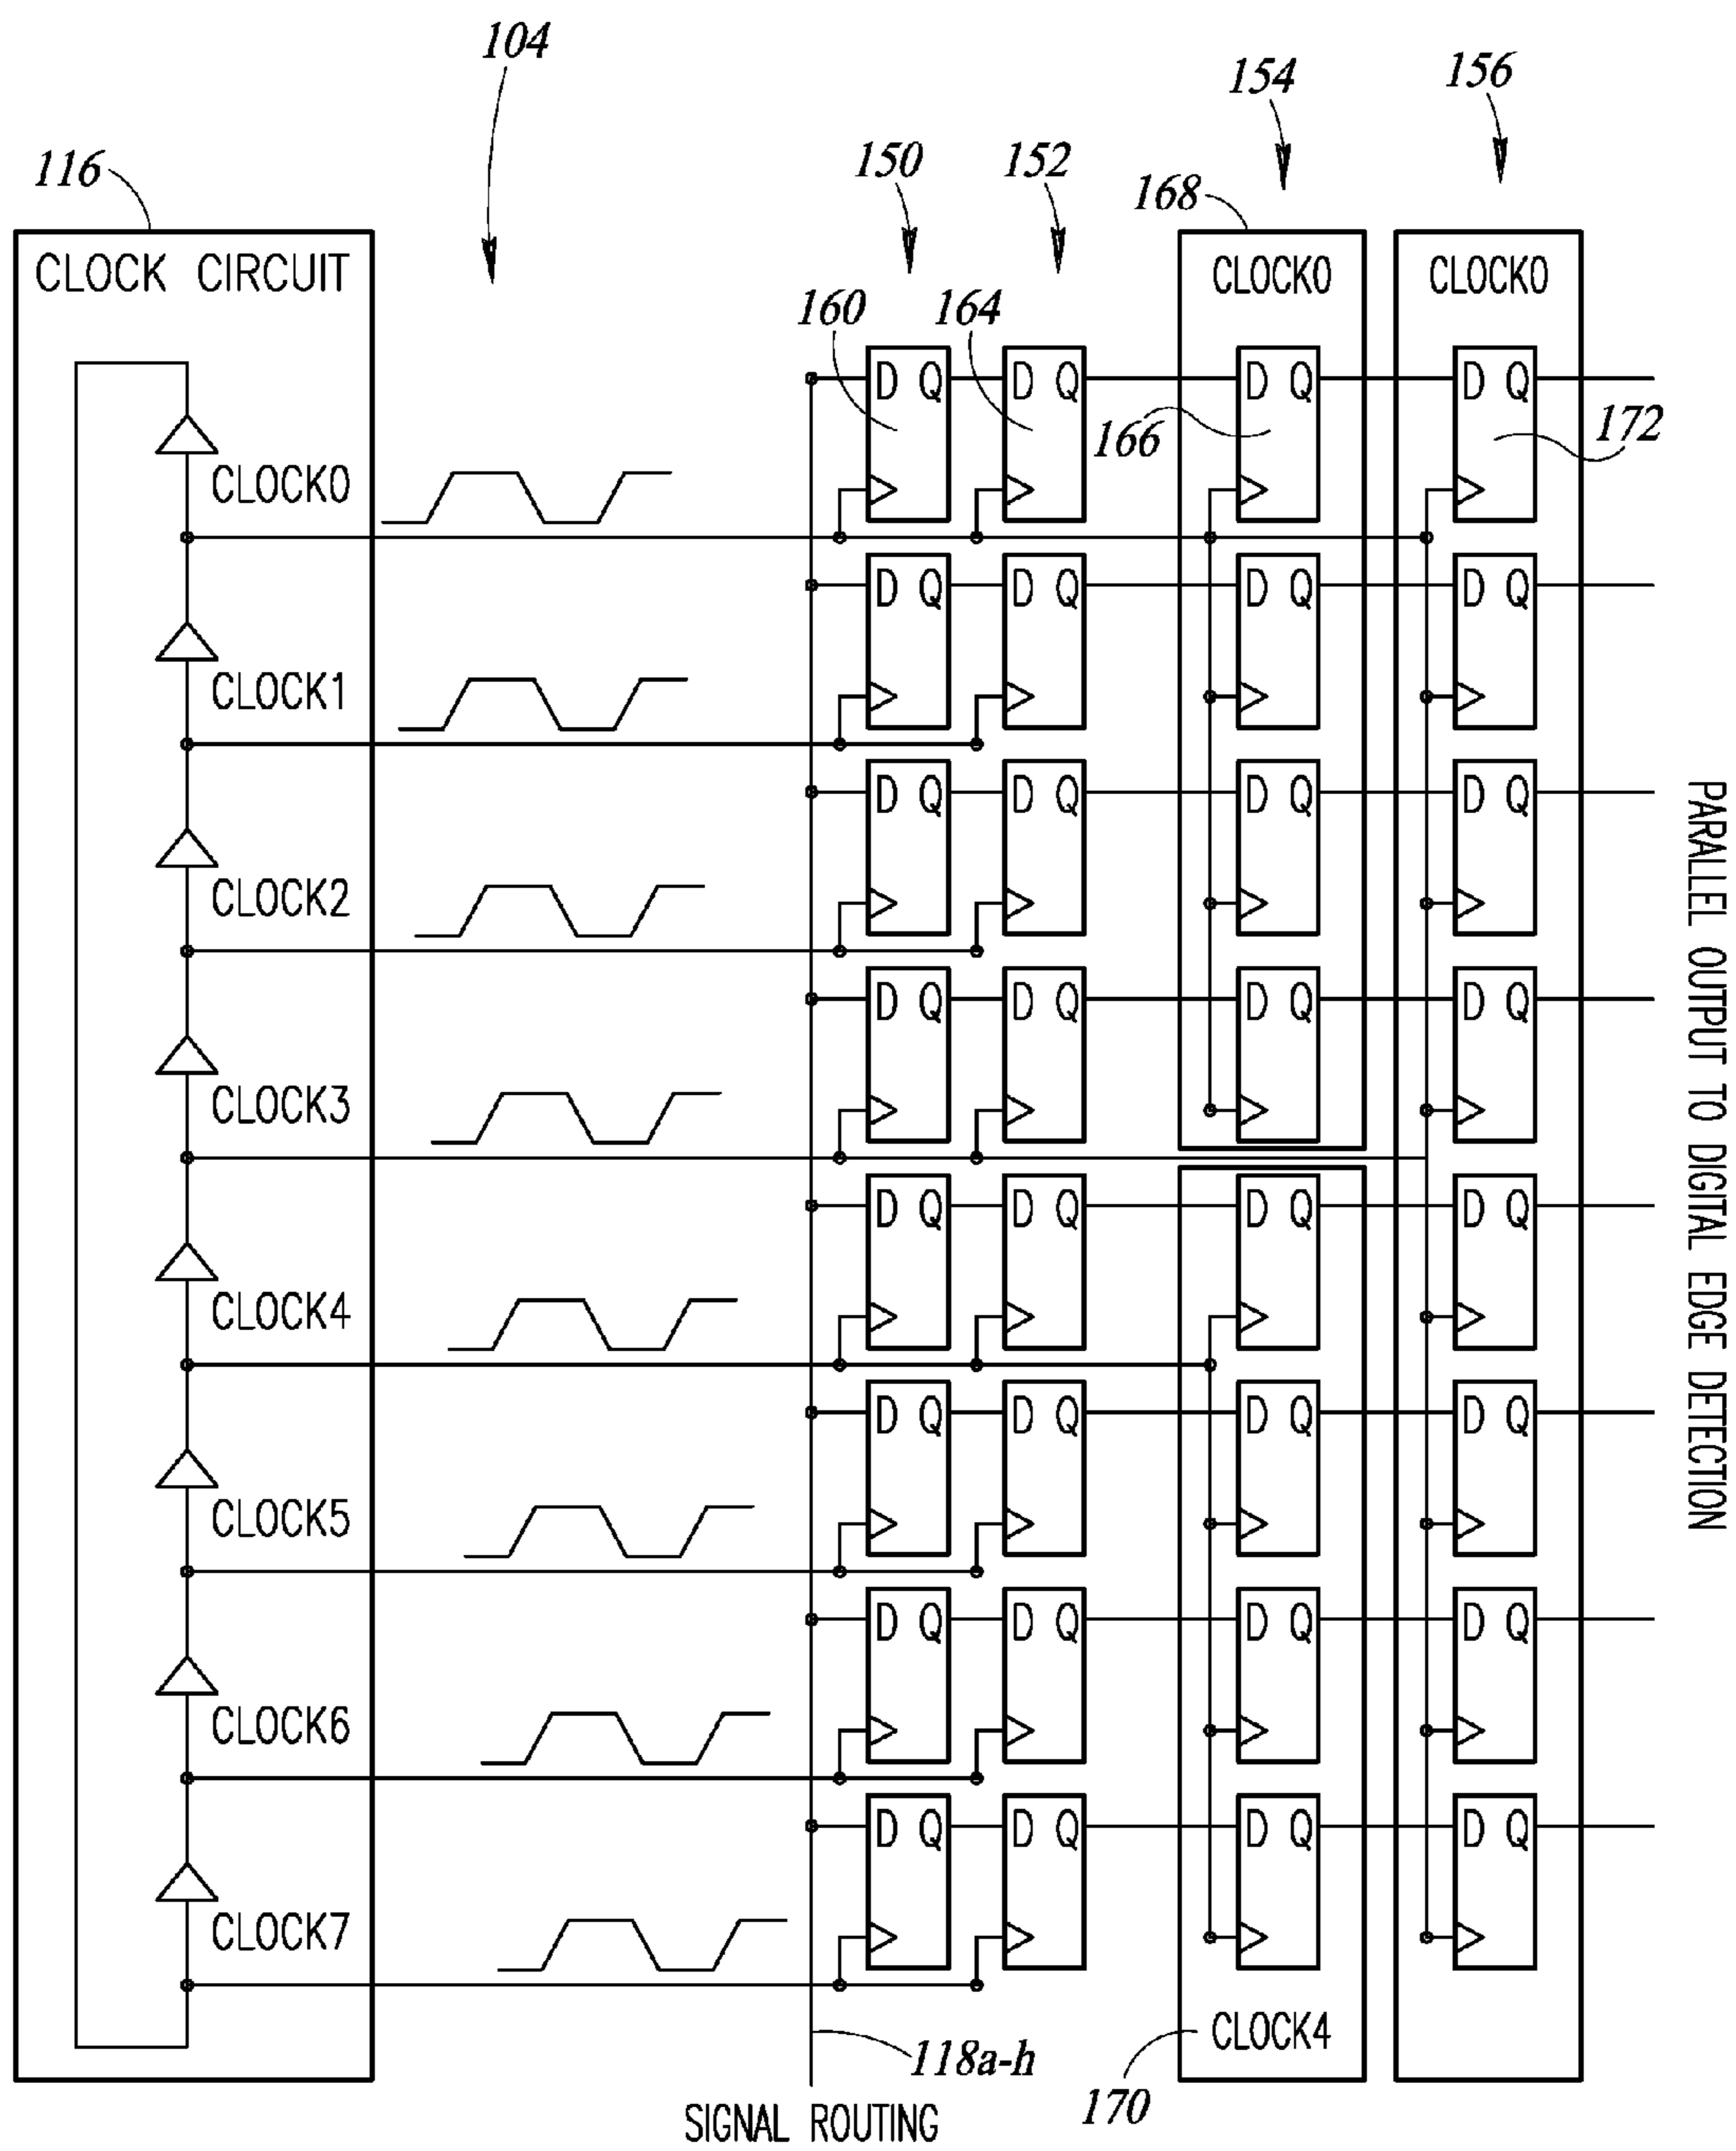 104
154
156
116
150
152
168
CLOCK CIRCUIT
CLOCK0
CLOCK0
160
164
D Q D Q D Q D Q
166
172
CLOCK0
D Q D Q D Q D Q
CLOCK1
D Q D Q D Q D Q
CLOCK2
D Q D Q D Q D Q
CLOCK3
D Q D Q D Q D Q
CLOCK4
D Q D Q D Q D Q
CLOCK5
D Q D Q D Q D Q
CLOCK6
D Q D Q D Q D Q
CLOCK7
CLOCK4
118a-h
170
SIGNAL ROUTING
PARALLEL OUTPUT TO DIGITAL EDGE DETECTION